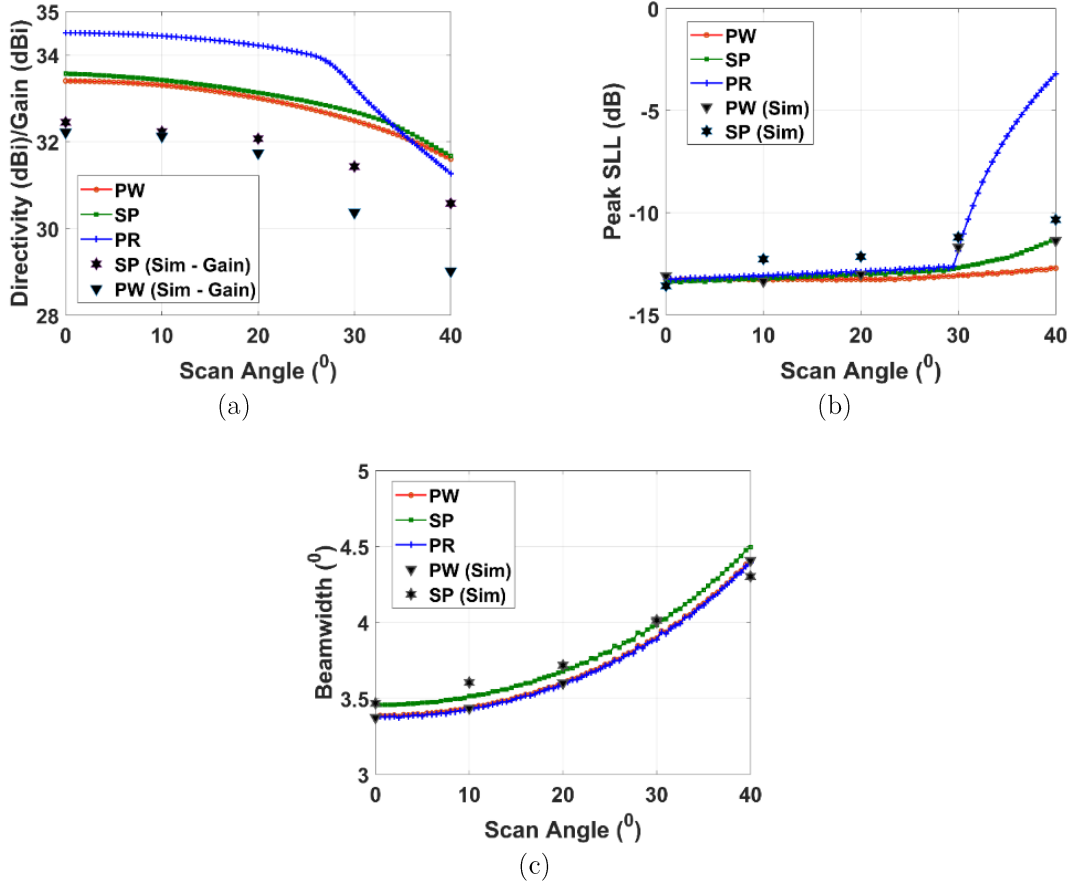 Directivity (dBi)/Gain (dBi)
35
34
32
30
28
PW
SP
PR
SP (Sim - Gain)
PW (Sim - Gain)
0 10 20 30 40
Scan Angle (⁰)
(a)
Peak SLL (dB)
0
-5
-10
-15
PW
SP
PR
PW (Sim)
SP (Sim)
0 10 20 30 40
Scan Angle (⁰)
(b)
Beamwidth (⁰)
5
4.5
4
3.5
3
PW
SP
PR
PW (Sim)
SP (Sim)
0 10 20 30 40
Scan Angle (⁰)
(c)